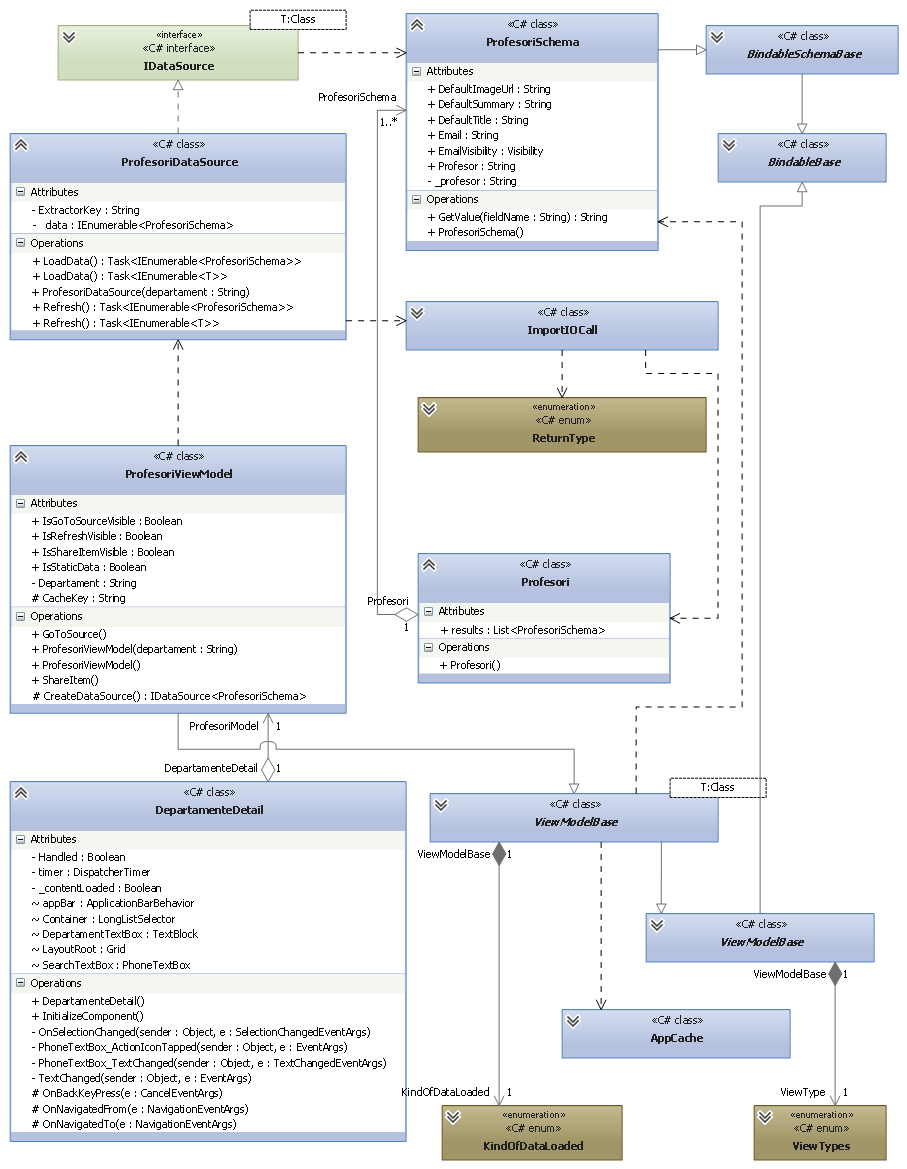 T:Class
«interface»
«C# interface»
IDataSource
«C# class»
ProfesoriSchema
Attributes
+ DefaultImageUrl : String
+ DefaultSummary : String
+ DefaultTitle : String
+ Email : String
+ EmailVisibility : Visibility
+ Profesor : String
- _profesor : String
Operations
+ GetValue(fieldName : String) : String
+ ProfesoriSchema()
«C# class»
BindableSchemaBase
«C# class»
BindableBase
ProfesoriSchema
1..*
«C# class»
ProfesoriDataSource
Attributes
- ExtractorKey : String
- _data : IEnumerable<ProfesoriSchema>
Operations
+ LoadData() : Task<IEnumerable<ProfesoriSchema>>
+ LoadData() : Task<IEnumerable<T>>
+ ProfesoriDataSource(departament : String)
+ Refresh() : Task<IEnumerable<ProfesoriSchema>>
+ Refresh() : Task<IEnumerable<T>>
«C# class»
ImportIOCall
«enumeration»
«C# enum»
ReturnType
«C# class»
ProfesoriViewModel
Attributes
+ IsGoToSourceVisible : Boolean
+ IsRefreshVisible : Boolean
+ IsShareItemVisible : Boolean
+ IsStaticData : Boolean
- Departament : String
# CacheKey : String
Operations
+ GoToSource()
+ ProfesoriViewModel(departament : String)
+ ProfesoriViewModel()
+ ShareItem()
# CreateDataSource() : IDataSource<ProfesoriSchema>
«C# class»
Profesori
Attributes
+ results : List<ProfesoriSchema>
Operations
+ Profesori()
Profesori
1
ProfesoriModel
1
DepartamenteDetail
1
«C# class»
DepartamenteDetail
Attributes
- Handled : Boolean
- timer : DispatcherTimer
- _contentLoaded : Boolean
~ appBar : ApplicationBarBehavior
~ Container : LongListSelector
~ DepartamentTextBox : TextBlock
~ LayoutRoot : Grid
~ SearchTextBox : PhoneTextBox
Operations
+ DepartamenteDetail()
+ InitializeComponent()
- OnSelectionChanged(sender : Object, e : SelectionChangedEventArgs)
- PhoneTextBox_ActionIconTapped(sender : Object, e : EventArgs)
- PhoneTextBox_TextChanged(sender : Object, e : TextChangedEventArgs)
- TextChanged(sender : Object, e : EventArgs)
# OnBackKeyPress(e : CancelEventArgs)
# OnNavigatedFrom(e : NavigationEventArgs)
# OnNavigatedTo(e : NavigationEventArgs)
T:Class
«C# class»
ViewModelBase
ViewModelBase
1
«C# class»
ViewModelBase
ViewModelBase
1
«C# class»
AppCache
KindOfDataLoaded
1
«enumeration»
«C# enum»
KindOfDataLoaded
ViewType
1
«enumeration»
«C# enum»
ViewTypes